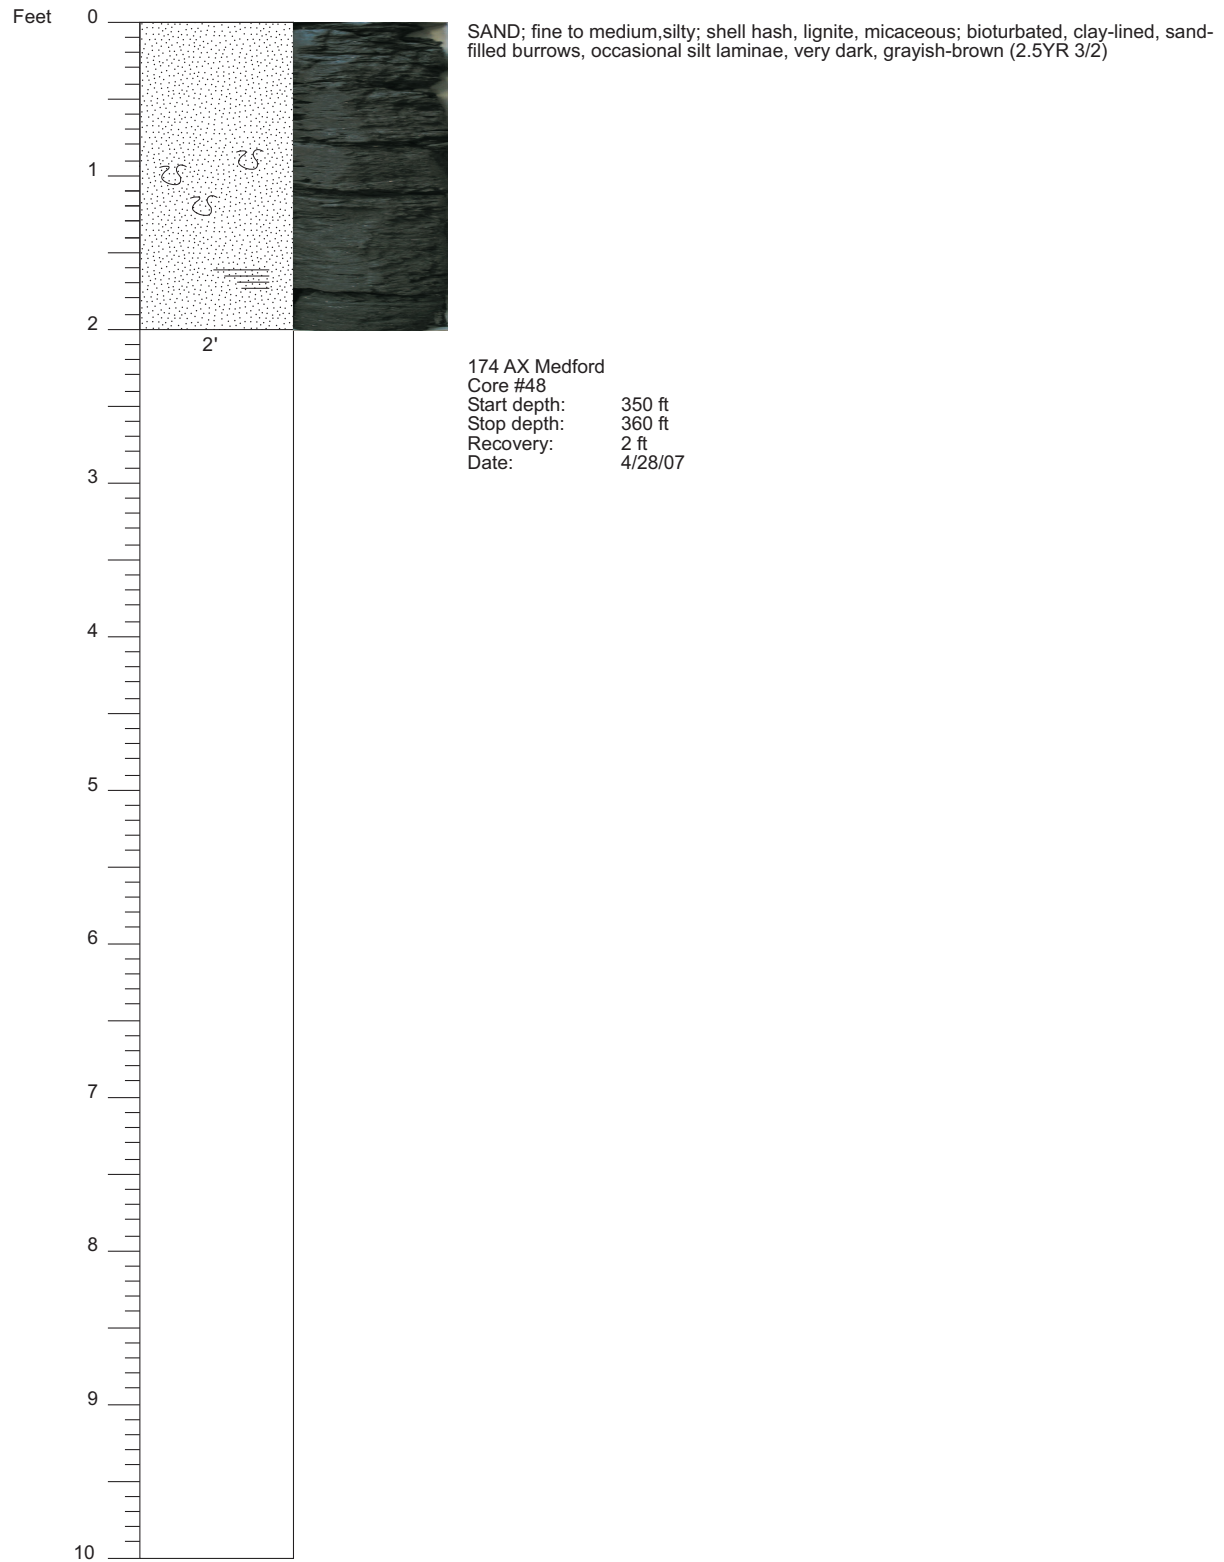 Feet
0
SAND; fine to medium,silty; shell hash, lignite, micaceous; bioturbated, clay-lined, sand-
filled burrows, occasional silt laminae, very dark, grayish-brown (2.5YR 3/2)
1
2
2'
174 AX Medford
Core #48
Start depth: 350 ft
Stop depth: 360 ft
Recovery: 2 ft
Date: 4/28/07
3
4
5
6
7
8
9
10